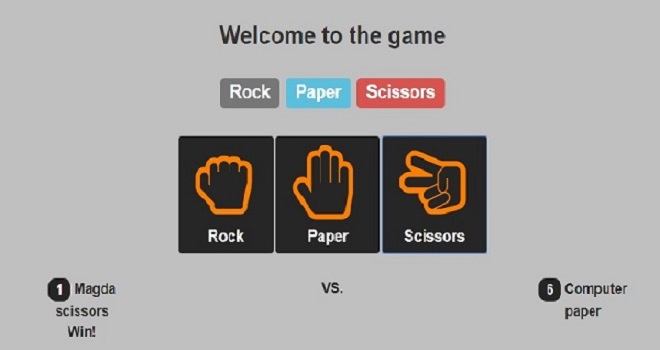 Welcome to the game
Rock Paper Scissors
Rock Paper Scissors
1 Magda VS. 6 Computer
scissors paper
Win!